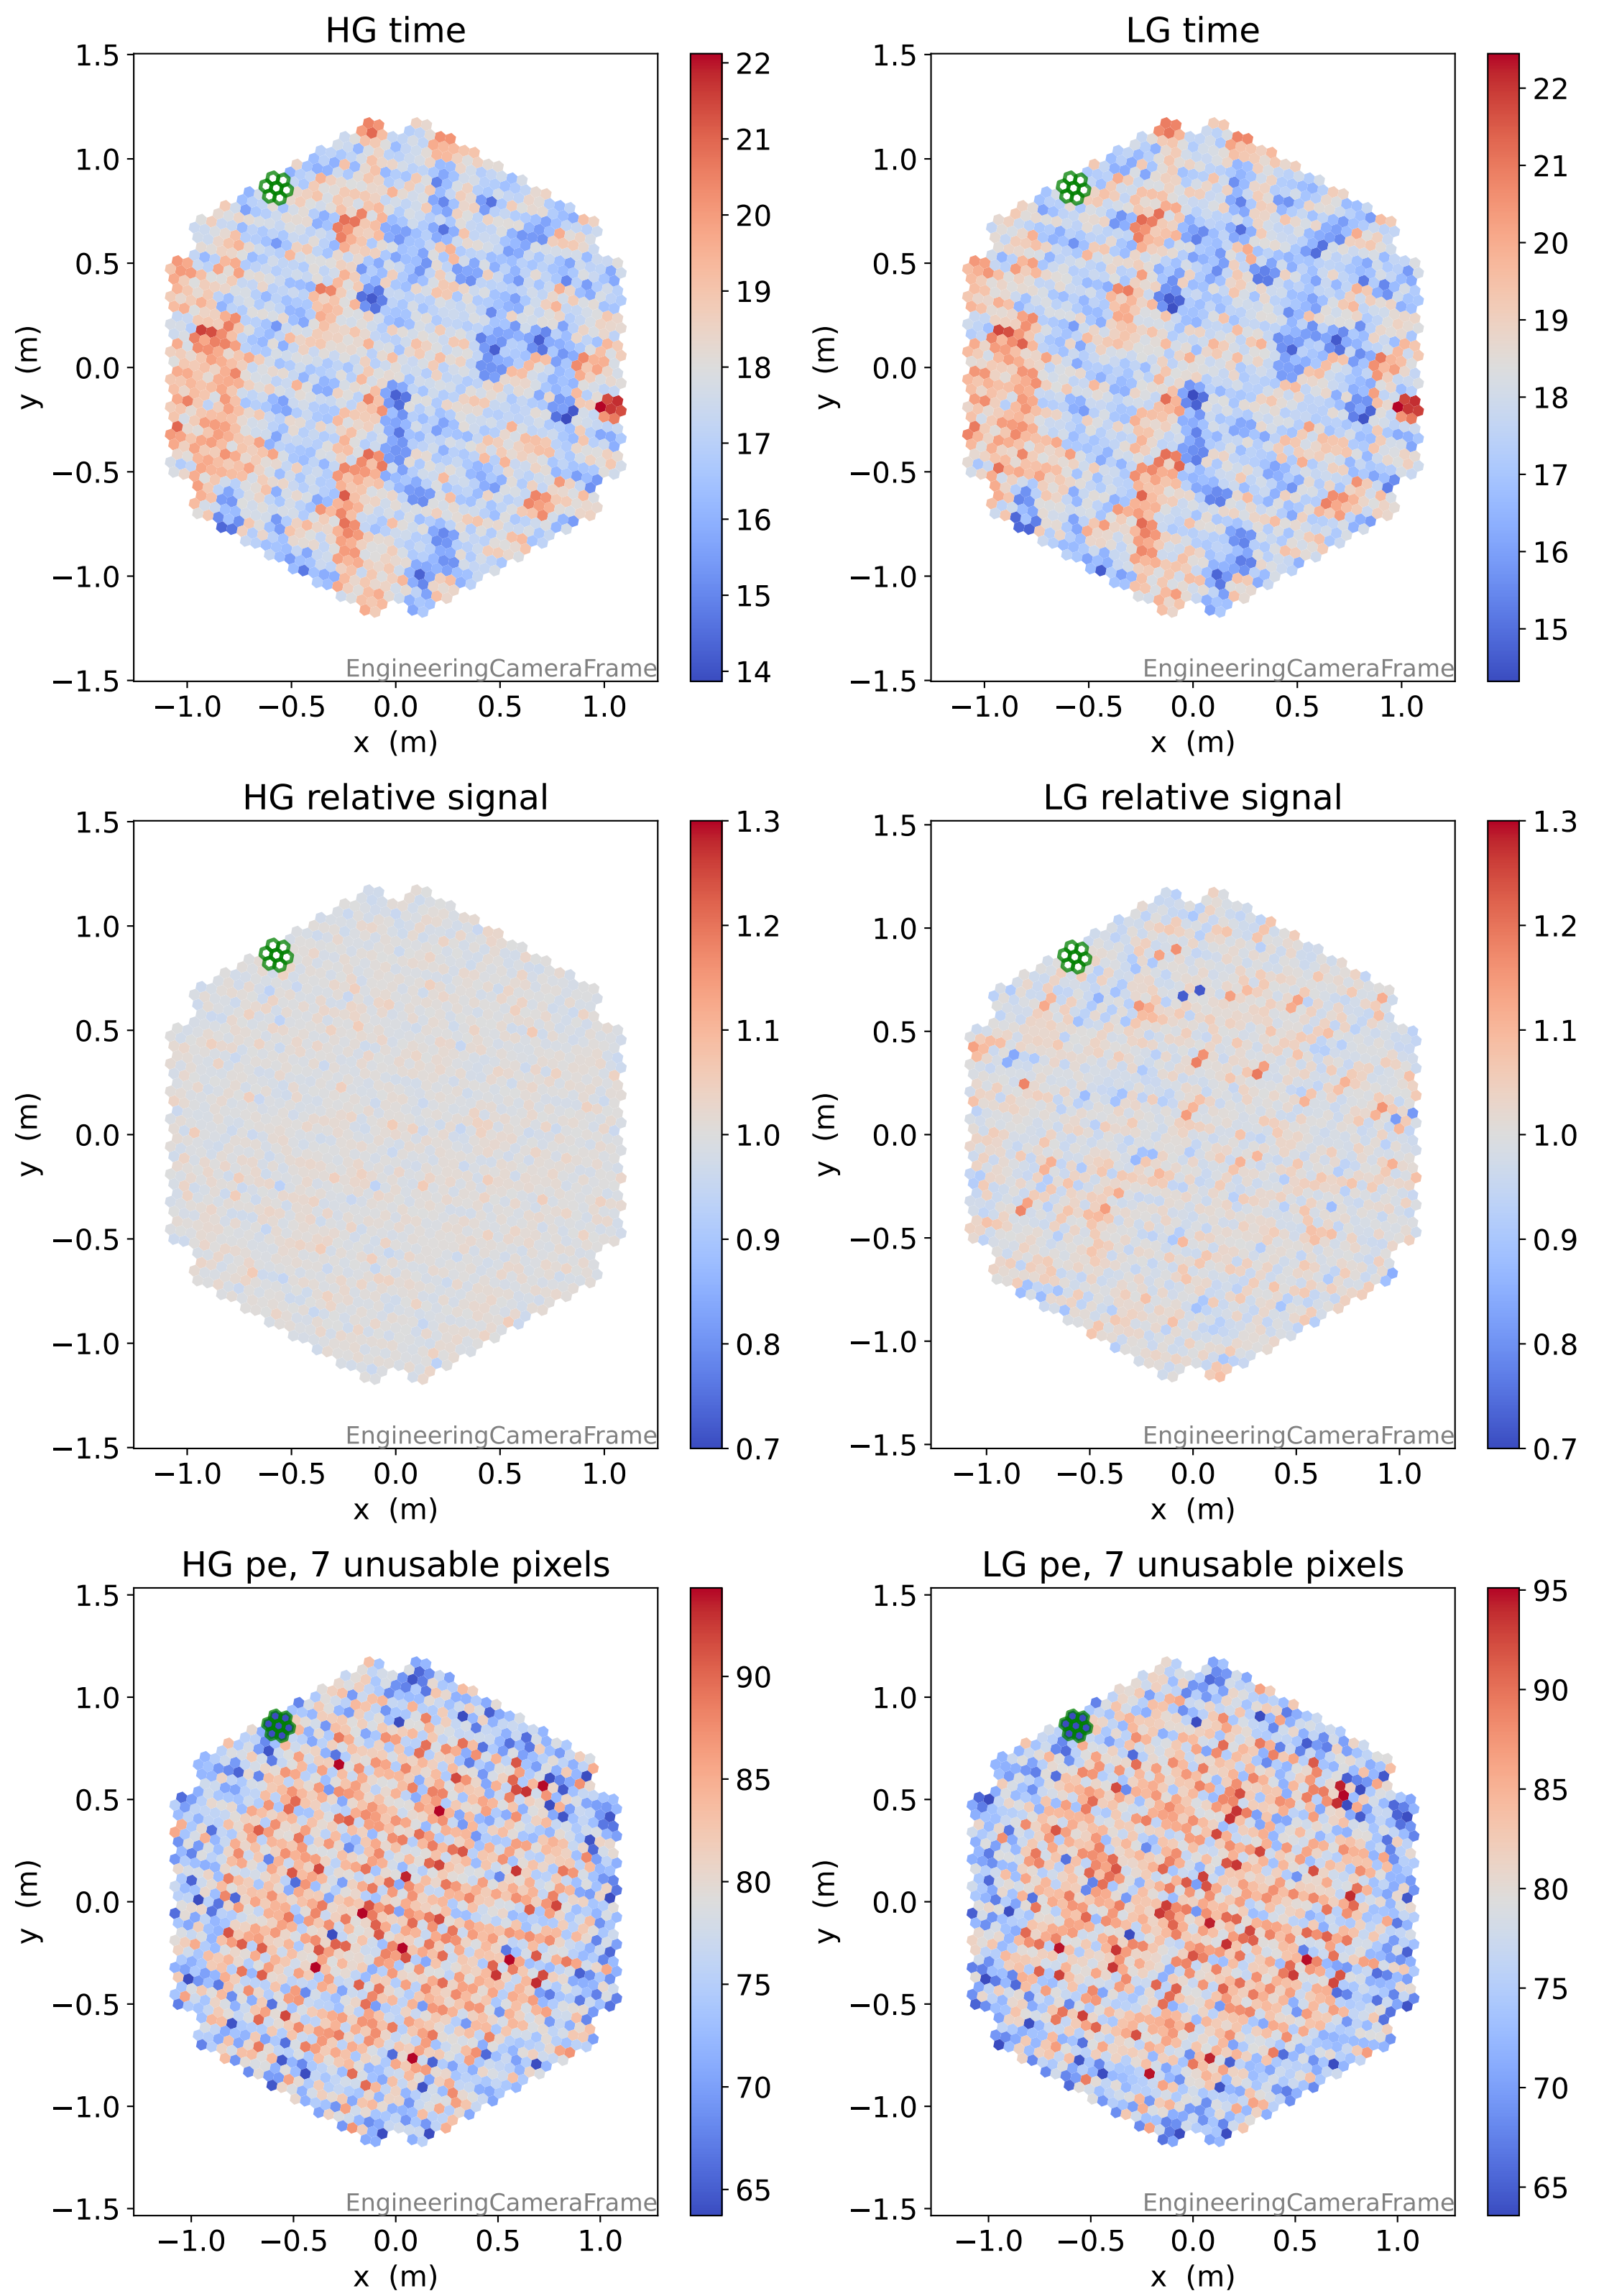 HG time
1.5
1.0
0.5
0.0
−0.5
−1.0
−1.5
y (m)
−1.0 −0.5 0.0 0.5 1.0
x (m)
EngineeringCameraFrame
22
21
20
19
18
17
16
15
14
LG time
1.5
1.0
0.5
0.0
−0.5
−1.0
−1.5
y (m)
−1.0 −0.5 0.0 0.5 1.0
x (m)
EngineeringCameraFrame
22
21
20
19
18
17
16
15
HG relative signal
1.5
1.0
0.5
0.0
−0.5
−1.0
−1.5
y (m)
−1.0 −0.5 0.0 0.5 1.0
x (m)
EngineeringCameraFrame
1.3
1.2
1.1
1.0
0.9
0.8
0.7
LG relative signal
1.5
1.0
0.5
0.0
−0.5
−1.0
−1.5
y (m)
−1.0 −0.5 0.0 0.5 1.0
x (m)
EngineeringCameraFrame
1.3
1.2
1.1
1.0
0.9
0.8
0.7
HG pe, 7 unusable pixels
1.5
1.0
0.5
0.0
−0.5
−1.0
−1.5
y (m)
−1.0 −0.5 0.0 0.5 1.0
x (m)
EngineeringCameraFrame
90
85
80
75
70
65
LG pe, 7 unusable pixels
1.5
1.0
0.5
0.0
−0.5
−1.0
−1.5
y (m)
−1.0 −0.5 0.0 0.5 1.0
x (m)
EngineeringCameraFrame
95
90
85
80
75
70
65